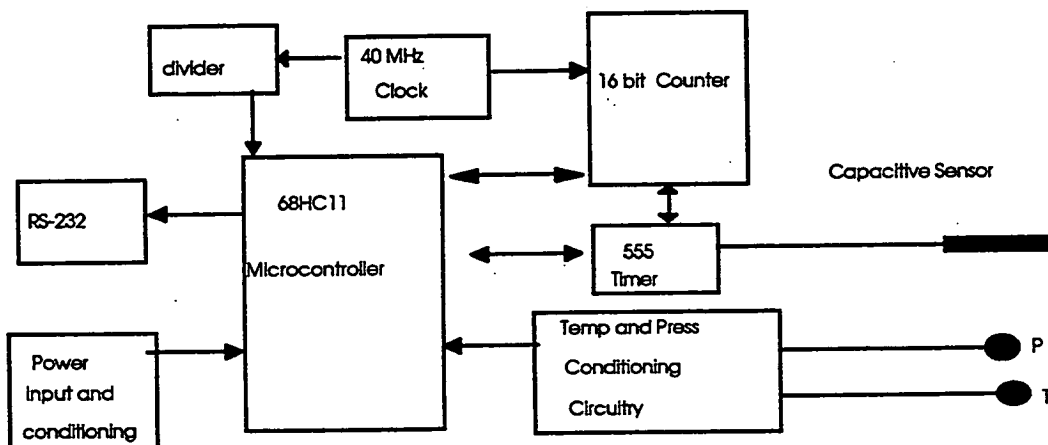 divider
40 MHz
Clock
16 bit Counter
Capacitive Sensor
RS-232
68HC11
Microcontroller
555
Timer
Temp and Press
Conditioning
Circuitry
P
T
Power
Input and
conditioning